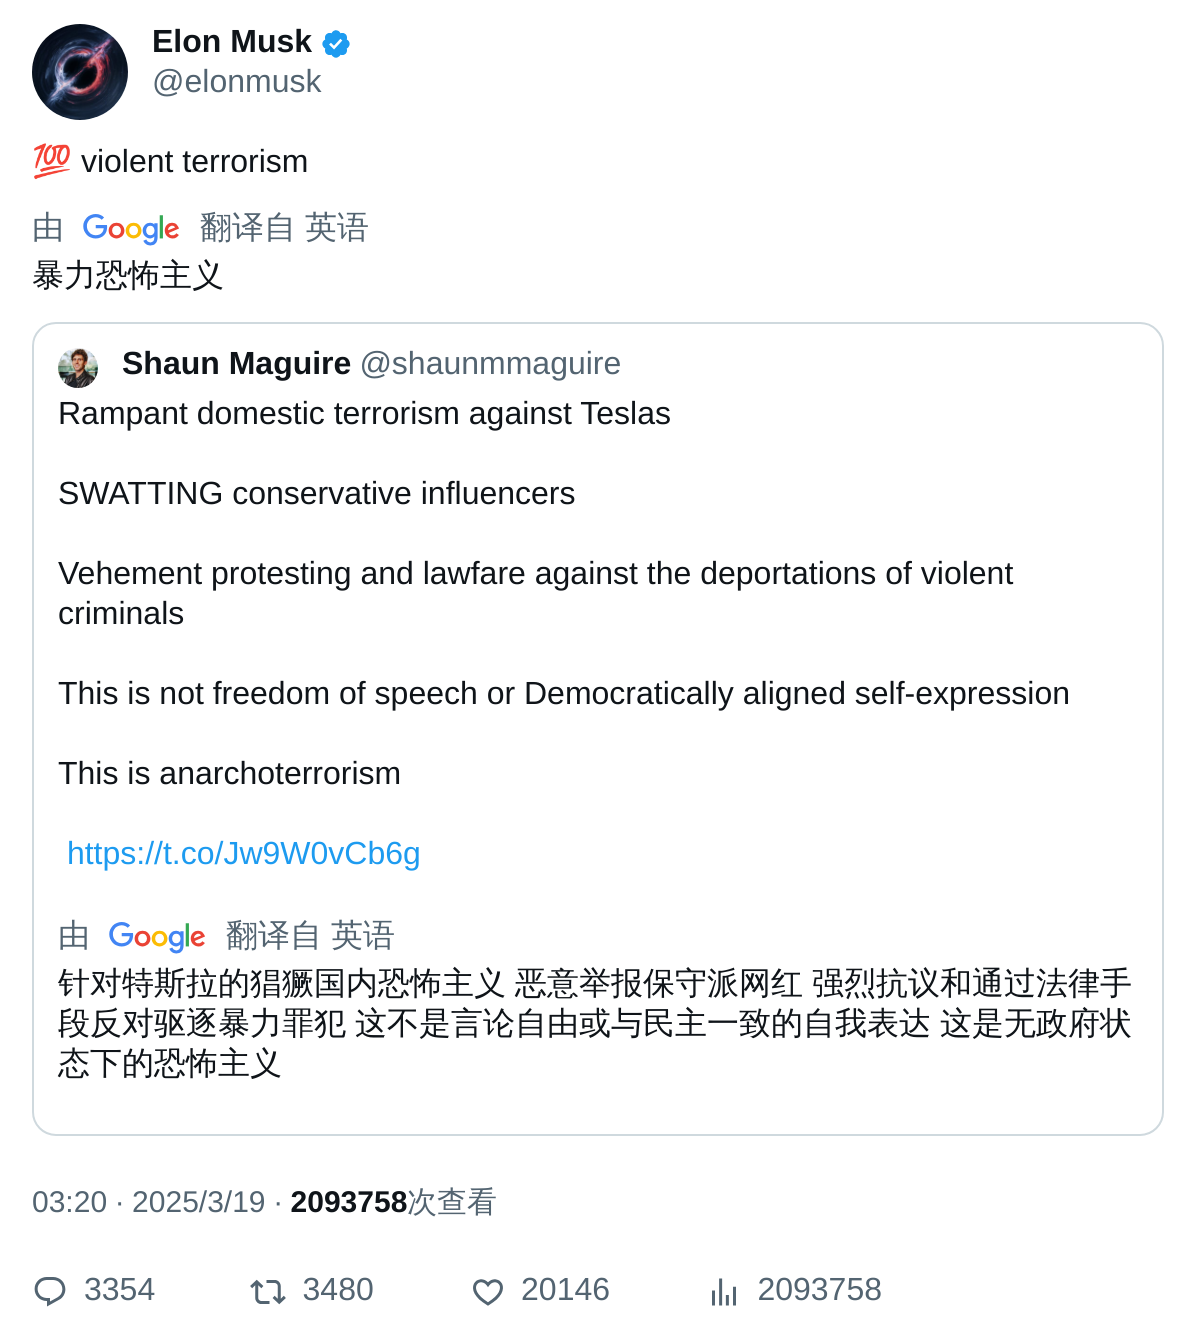 Elon Musk
@elonmusk
💯 violent terrorism
由 Google 翻译自 英语
暴力恐怖主义
Shaun Maguire @shaunmmaguire
Rampant domestic terrorism against Teslas
SWATTING conservative influencers
Vehement protesting and lawfare against the deportations of violent
criminals
This is not freedom of speech or Democratically aligned self-expression
This is anarchoterrorism
https://t.co/Jw9W0vCb6g
由 Google 翻译自 英语
针对特斯拉的猖獗国内恐怖主义 恶意举报保守派网红 强烈抗议和通过法律手
段反对驱逐暴力罪犯 这不是言论自由或与民主一致的自我表达 这是无政府状
态下的恐怖主义
03:20 · 2025/3/19 · 2093758次查看
3354 3480 20146 2093758